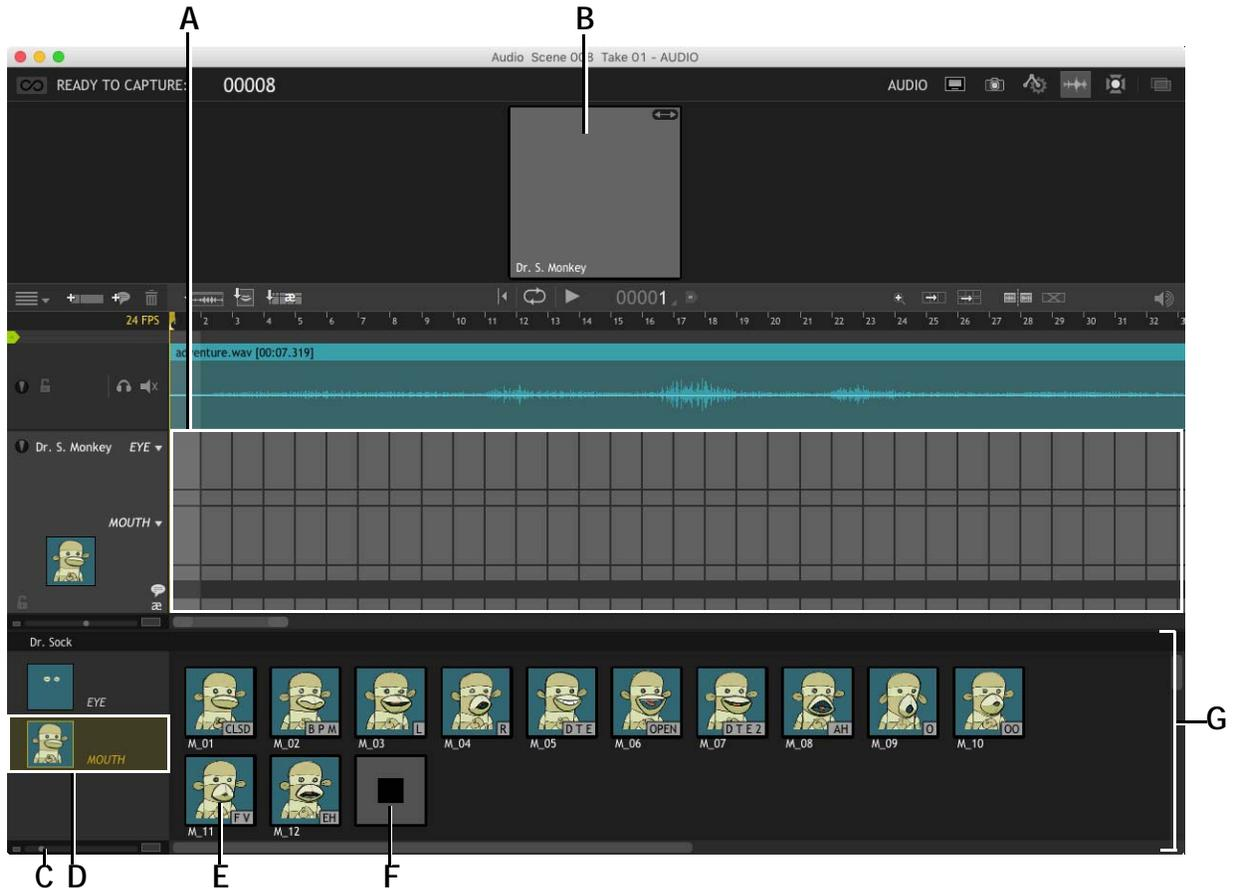 A
B
Audio Scene 008 Take 01 - AUDIO
READY TO CAPTURE:
00008
AUDIO
Dr. S. Monkey
00001
24 FPS
2 3 4 5 6 7 8 9 10 11 12 13 14 15 16 17 18 19 20 21 22 23 24 25 26 27 28 29 30 31 32
adventure.wav [00:07.319]
Dr. S. Monkey EYE
MOUTH
æ
Dr. Sock
EYE
MOUTH
CLSD
B P M
L
R
D T E
OPEN
D T E 2
AH
O
OO
M_01
M_02
M_03
M_04
M_05
M_06
M_07
M_08
M_09
M_10
F V
EH
M_11
M_12
G
C
D
E
F